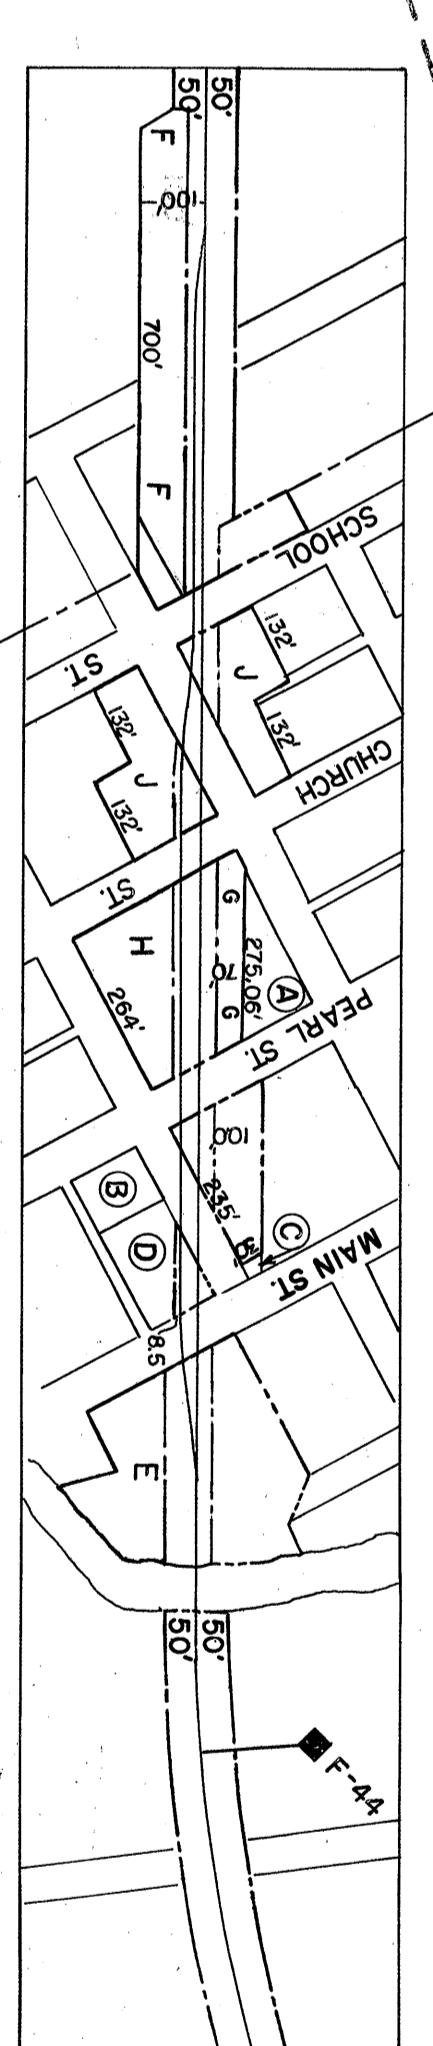 50'
50'
F
100'
700'
F
SCHOOL
ST.
132'
J
132'
132'
J
132'
CHURCH
ST.
G
H
70'
275.06'
G
A
264'
PEARL
ST.
100'
B
235'
C
D
MAIN ST.
8.5
E
50'
50'
F-44